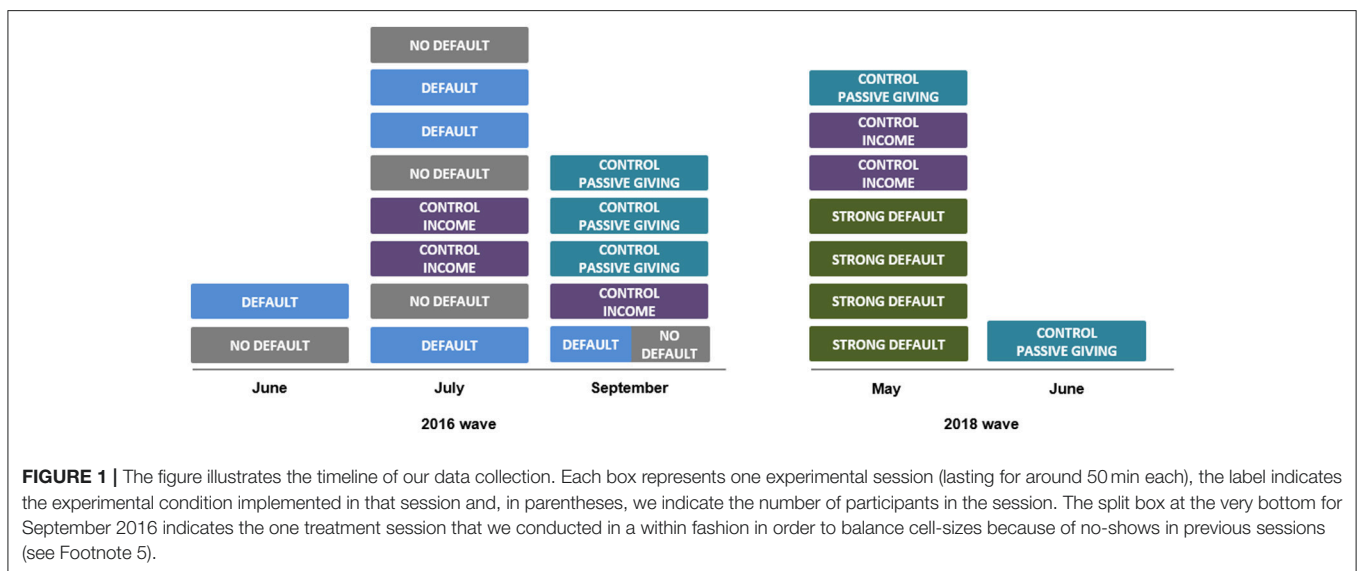 NO DEFAULT
DEFAULT
DEFAULT
NO DEFAULT
CONTROL
INCOME
CONTROL
INCOME
NO DEFAULT
DEFAULT
DEFAULT
NO DEFAULT
CONTROL
PASSIVE GIVING
CONTROL
PASSIVE GIVING
CONTROL
PASSIVE GIVING
CONTROL
INCOME
DEFAULT
NO
DEFAULT
CONTROL
PASSIVE GIVING
CONTROL
INCOME
CONTROL
INCOME
STRONG DEFAULT
STRONG DEFAULT
STRONG DEFAULT
STRONG DEFAULT
CONTROL
PASSIVE GIVING
June
July
September
May
June
2016 wave
2018 wave
FIGURE 1 | The figure illustrates the timeline of our data collection. Each box represents one experimental session (lasting for around 50 min each), the label indicates
the experimental condition implemented in that session and, in parentheses, we indicate the number of participants in the session. The split box at the very bottom for
September 2016 indicates the one treatment session that we conducted in a within fashion in order to balance cell-sizes because of no-shows in previous sessions
(see Footnote 5).